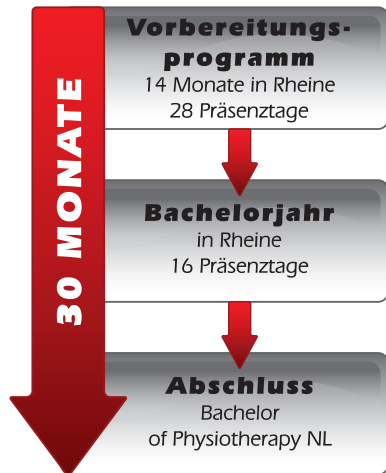 30 MONATE
Vorbereitungs-
programm
14 Monate in Rheine
28 Präsenztage
Bachelorjahr
in Rheine
16 Präsenztage
Abschluss
Bachelor
of Physiotherapy NL